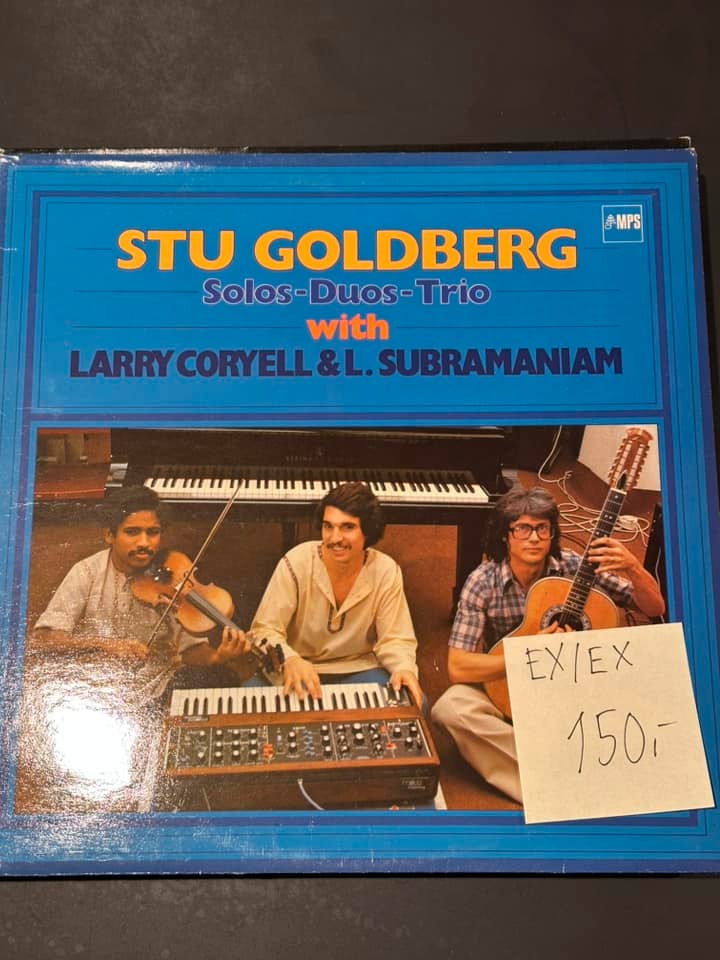 MPS
STU GOLDBERG
Solos-Duos-Trio
with
LARRY CORYELL & L. SUBRAMANIAM
EX/EX
150,-